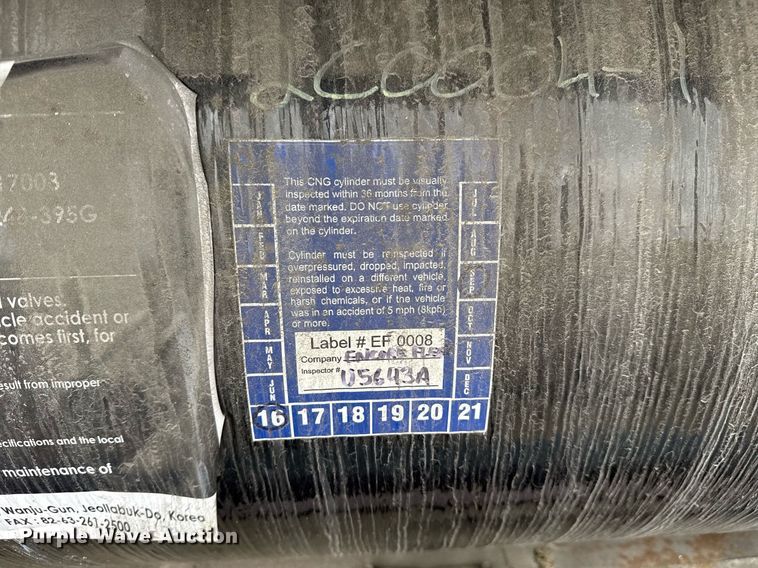 2C0004-1
17003
95G
valves.
cle accident or
comes first, for
esult from improper
ecifications and the local
maintenance of
Wanju-Gun, Jeollabuk-Do, Korea
FAX : 82-63-261-2500
This CNG cylinder must be visually
inspected within 36 months from the
date marked. DO NOT use cylinder
beyond the expiration date marked
on the cylinder.
Cylinder must be reinspected if
overpressured, dropped, impacted,
reinstalled on a different vehicle,
exposed to excessive heat, fire or
harsh chemicals, or if the vehicle
was in an accident of 5 mph (8kph)
or more.
JAN
FEB
MAR
APR
MAY
JUN
JUL
AUG
SEP
OCT
NOV
DEC
Label # EF 0008
Company ENCORE
Inspector # U5643A
16 17 18 19 20 21
Purple Wave Auction